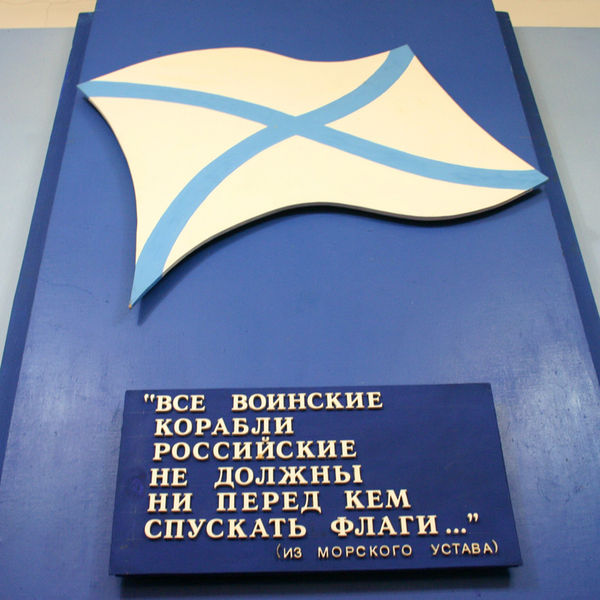 "ВСЕ ВОИНСКИЕ
КОРАБЛИ
РОССИЙСКИЕ
НЕ ДОЛЖНЫ
НИ ПЕРЕД КЕМ
СПУСКАТЬ ФЛАГИ..."
(ИЗ МОРСКОГО УСТАВА)